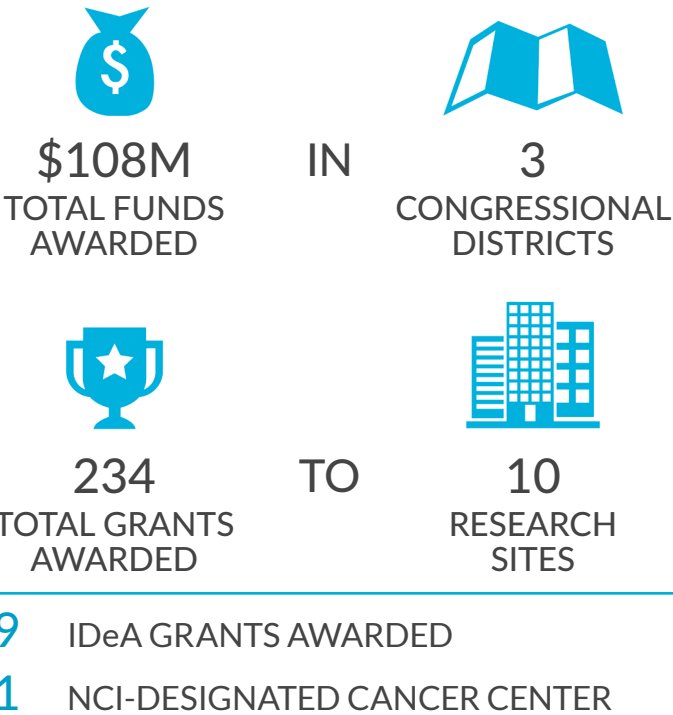 $
$108M IN 3
TOTAL FUNDS CONGRESSIONAL
AWARDED DISTRICTS
234 TO 10
TOTAL GRANTS RESEARCH
AWARDED SITES
9 IDeA GRANTS AWARDED
1 NCI-DESIGNATED CANCER CENTER